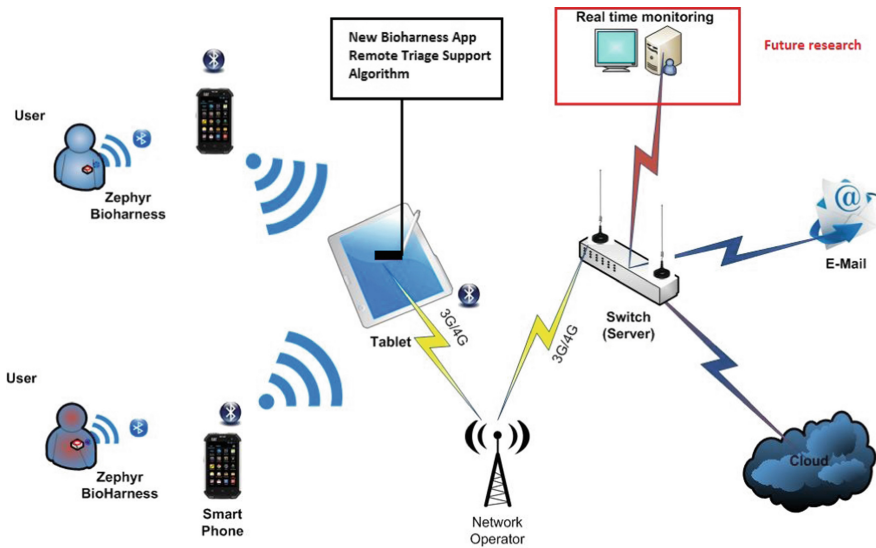 New Bioharness App
Remote Triage Support
Algorithm
Real time monitoring
Future research
User
Zephyr
Bioharness
E-Mail
Tablet
3G/4G
3G/4G
Switch
(Server)
User
Zephyr
BioHarness
Smart
Phone
Network
Operator
Cloud